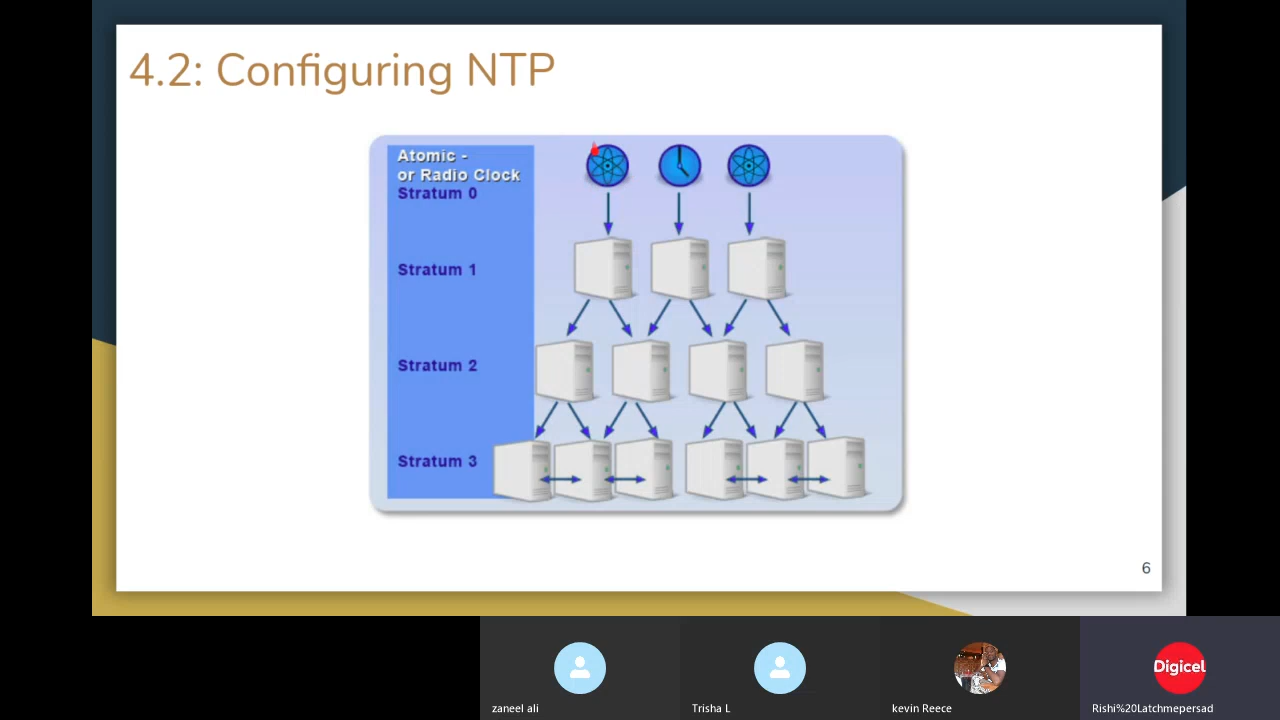 4.2: Configuring NTP
Atomic -
or Radio Clock
Stratum 0
Stratum 1
Stratum 2
Stratum 3
6
Digicel
zaneel ali
Trisha L
kevin Reece
Rishi%20Latchmepersad